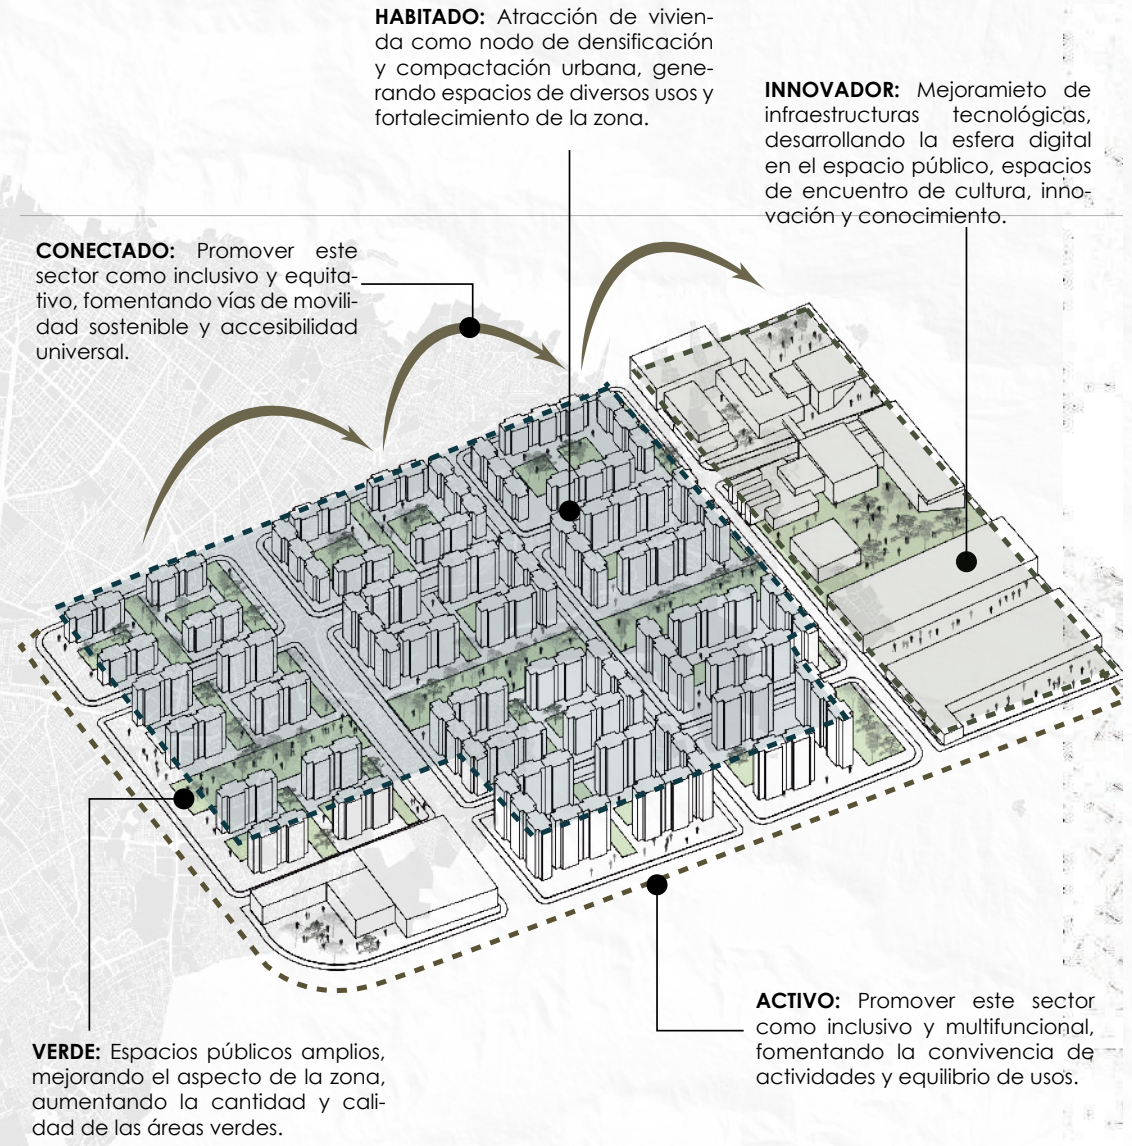 HABITADO: Atracción de vivien-
da como nodo de densificación
y compactación urbana, gene-
rando espacios de diversos usos y
fortalecimiento de la zona.
INNOVADOR: Mejoramieto de
infraestructuras tecnológicas,
desarrollando la esfera digital
en el espacio público, espacios
de encuentro de cultura, inno-
vación y conocimiento.
CONECTADO: Promover este
sector como inclusivo y equita-
tivo, fomentando vías de movili-
dad sostenible y accesibilidad
universal.
ACTIVO: Promover este sector
como inclusivo y multifuncional,
fomentando la convivencia de
actividades y equilibrio de usos.
VERDE: Espacios públicos amplios,
mejorando el aspecto de la zona,
aumentando la cantidad y cali-
dad de las áreas verdes.